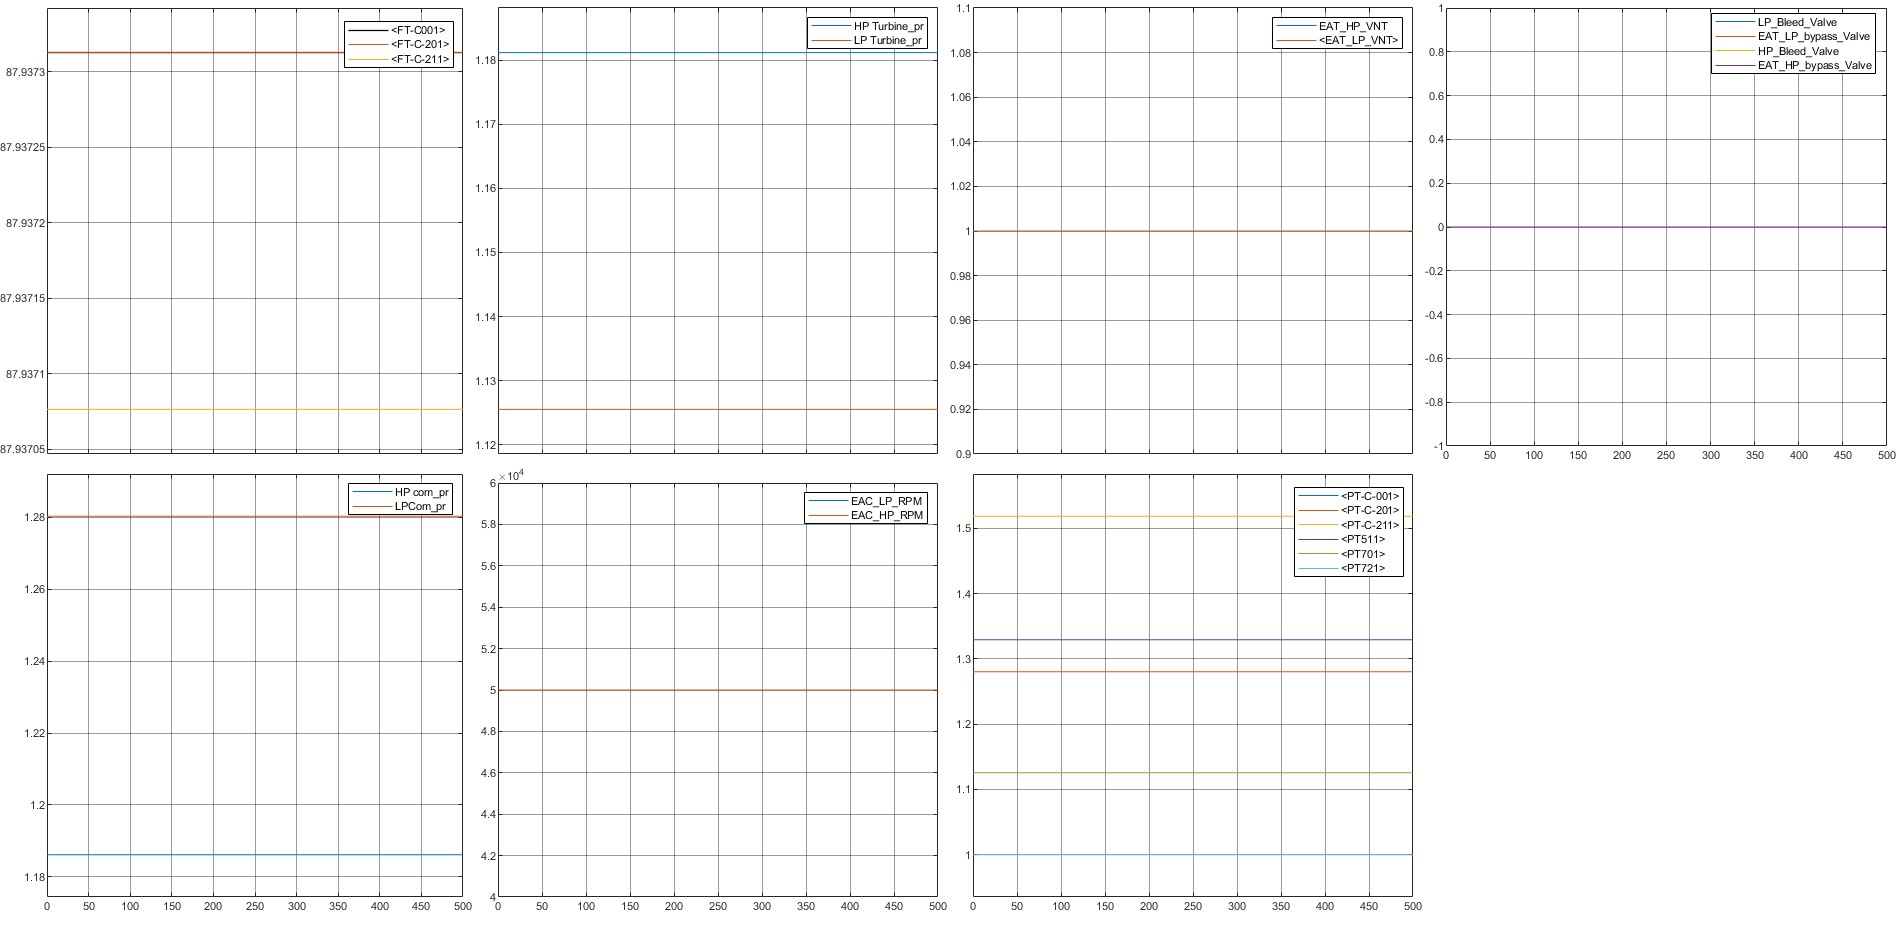 <FT-C001>
<FT-C-201>
<FT-C-211>
87.9373
87.93725
87.9372
87.93715
87.9371
87.93705
HP Turbine_pr
LP Turbine_pr
1.18
1.17
1.16
1.15
1.14
1.13
1.12
EAT_HP_VNT
<EAT_LP_VNT>
1.1
1.08
1.06
1.04
1.02
1
0.98
0.96
0.94
0.92
0.9
LP_Bleed_Valve
EAT_LP_bypass_Valve
HP_Bleed_Valve
EAT_HP_bypass_Valve
1
0.8
0.6
0.4
0.2
0
-0.2
-0.4
-0.6
-0.8
-1
0 50 100 150 200 250 300 350 400 450 500
HP com_pr
LPCom_pr
1.28
1.26
1.24
1.22
1.2
1.18
0 50 100 150 200 250 300 350 400 450 500
×10⁴
EAC_LP_RPM
EAC_HP_RPM
6
5.8
5.6
5.4
5.2
5
4.8
4.6
4.4
4.2
4
0 50 100 150 200 250 300 350 400 450 500
<PT-C-001>
<PT-C-201>
<PT-C-211>
<PT511>
<PT701>
<PT721>
1.5
1.4
1.3
1.2
1.1
1
0 50 100 150 200 250 300 350 400 450 500